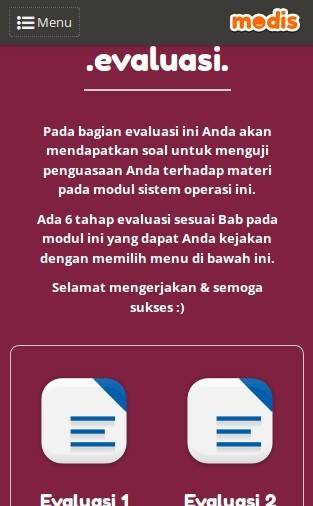 Menu
modis
.evaluasi.
Pada bagian evaluasi ini Anda akan
mendapatkan soal untuk menguji
penguasaan Anda terhadap materi
pada modul sistem operasi ini.
Ada 6 tahap evaluasi sesuai Bab pada
modul ini yang dapat Anda kejakan
dengan memilih menu di bawah ini.
Selamat mengerjakan & semoga
sukses :)
Evaluasi 1
Evaluasi 2